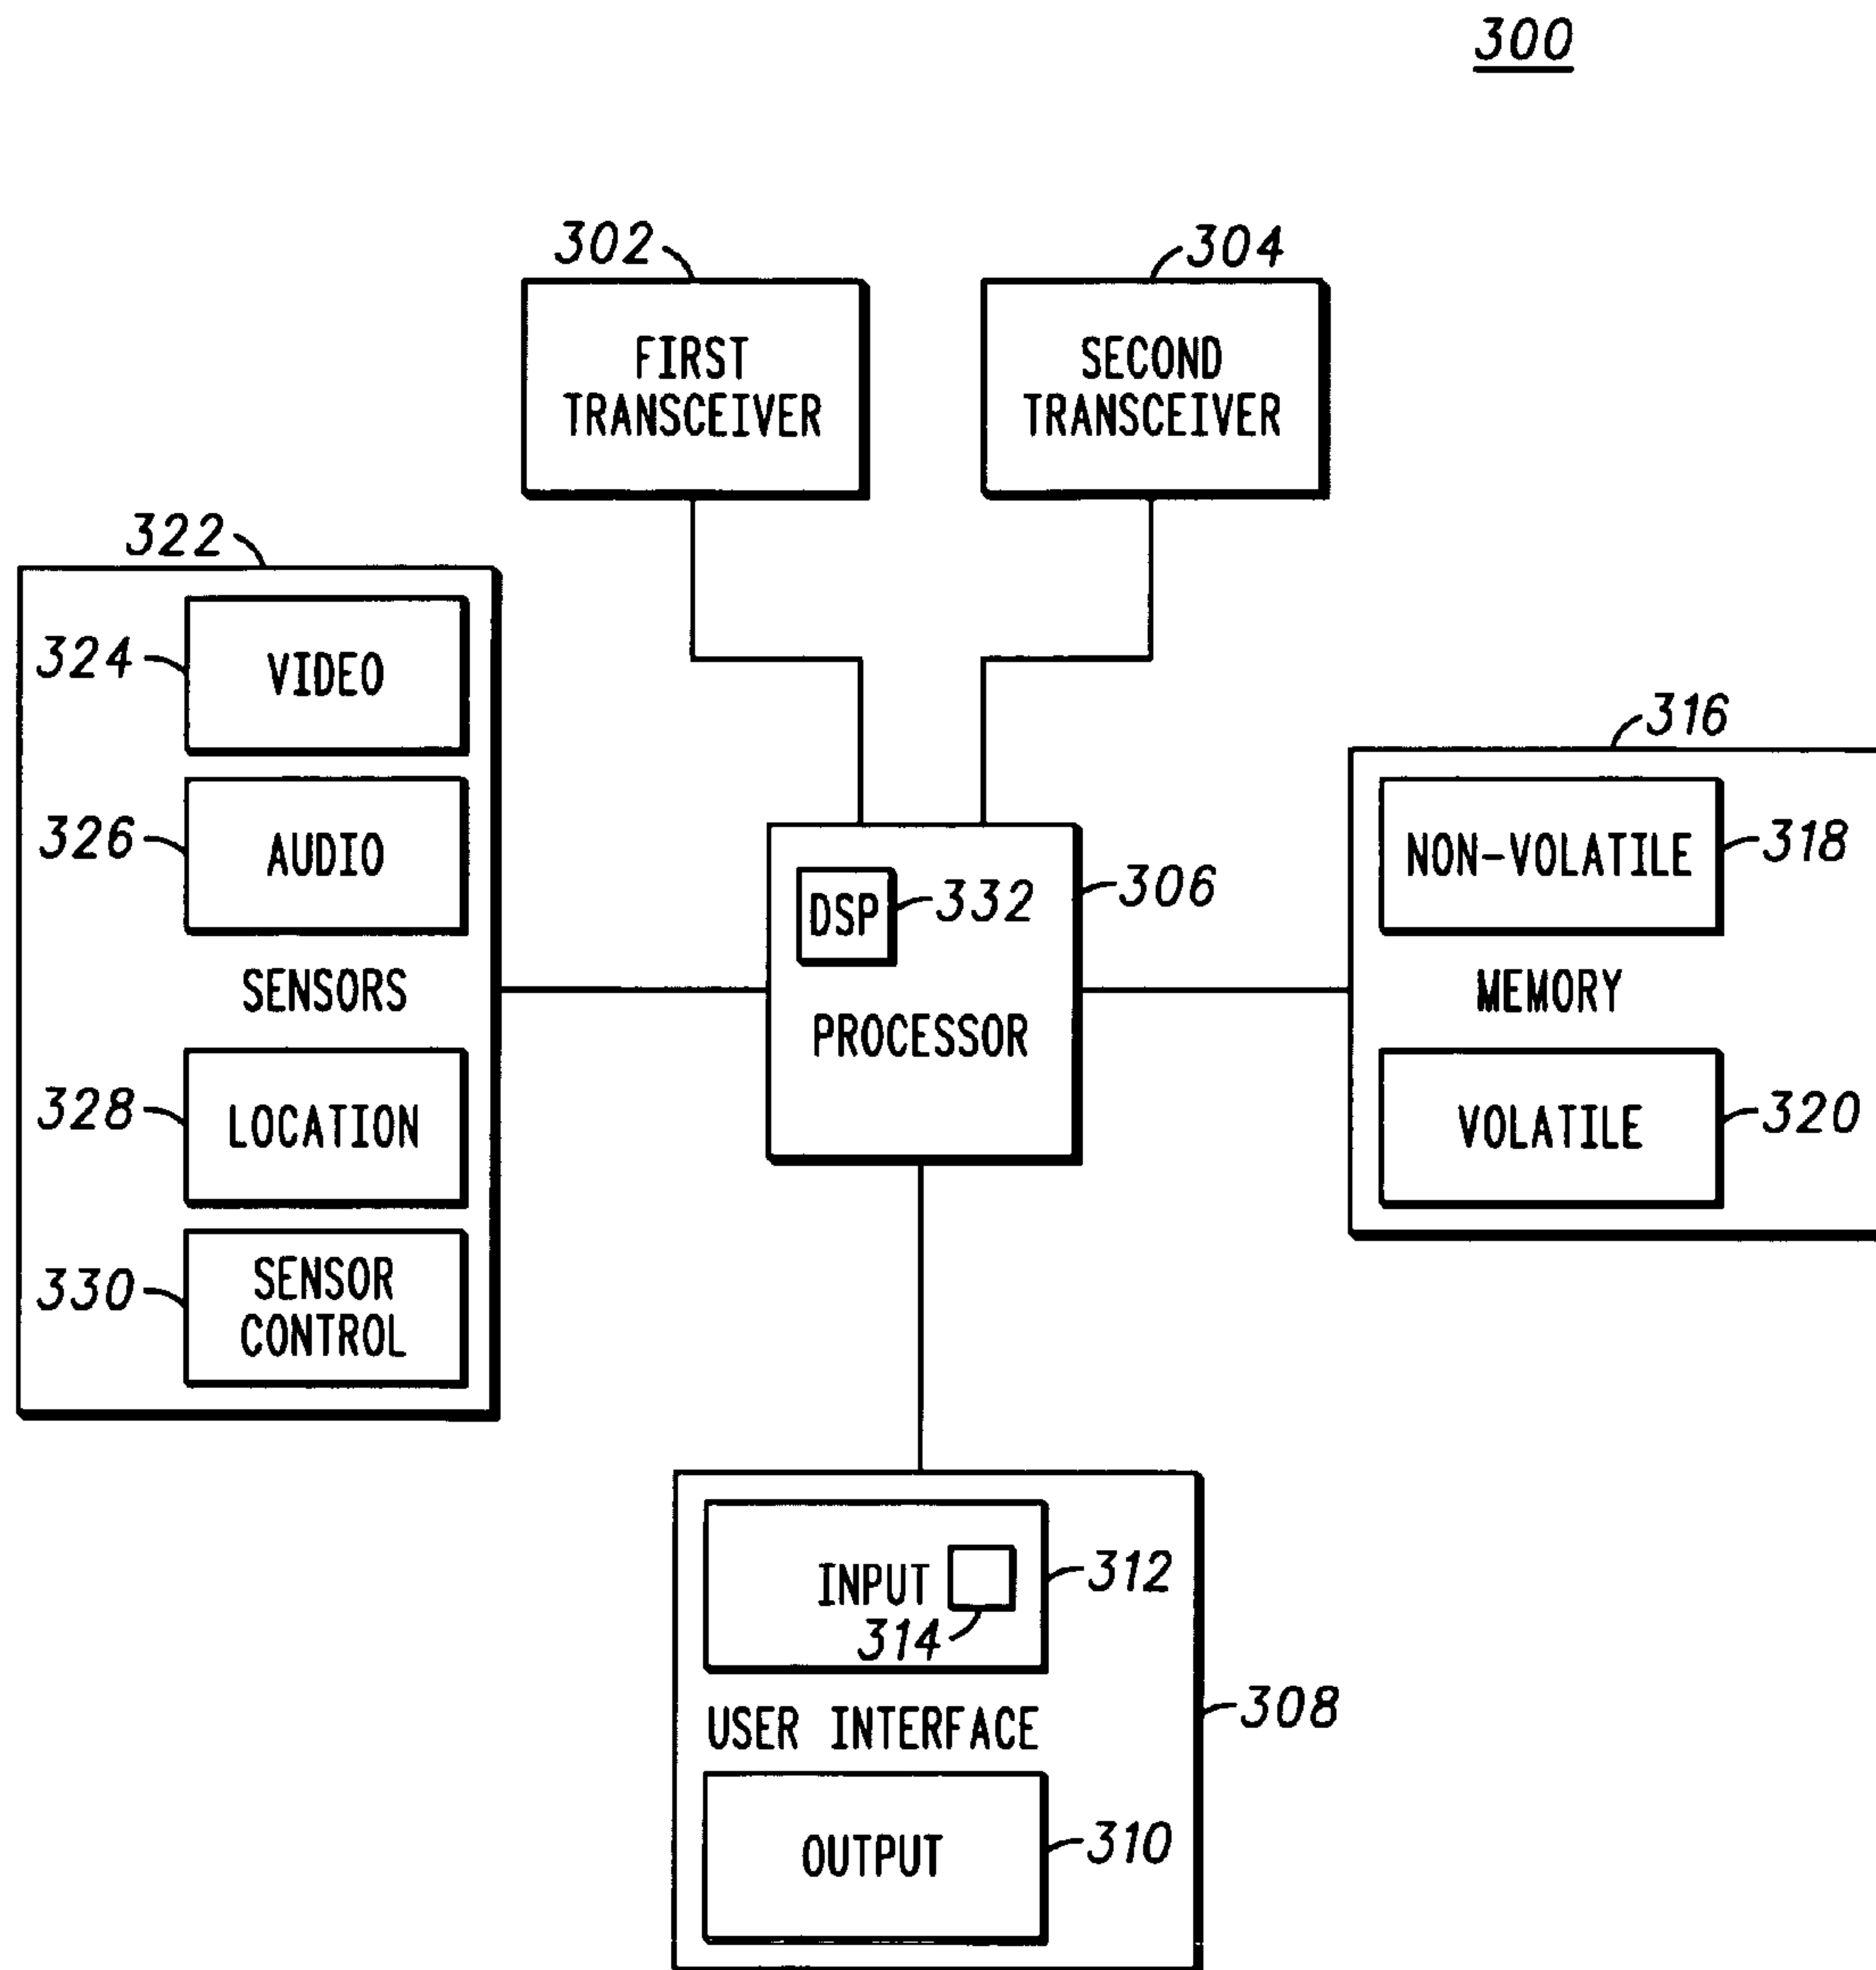 300
302
304
FIRST
TRANSCEIVER
SECOND
TRANSCEIVER
322
324
VIDEO
326
AUDIO
SENSORS
328
LOCATION
330
SENSOR
CONTROL
DSP
332
306
PROCESSOR
316
NON-VOLATILE
318
MEMORY
VOLATILE
320
INPUT
312
314
USER INTERFACE
308
OUTPUT
310